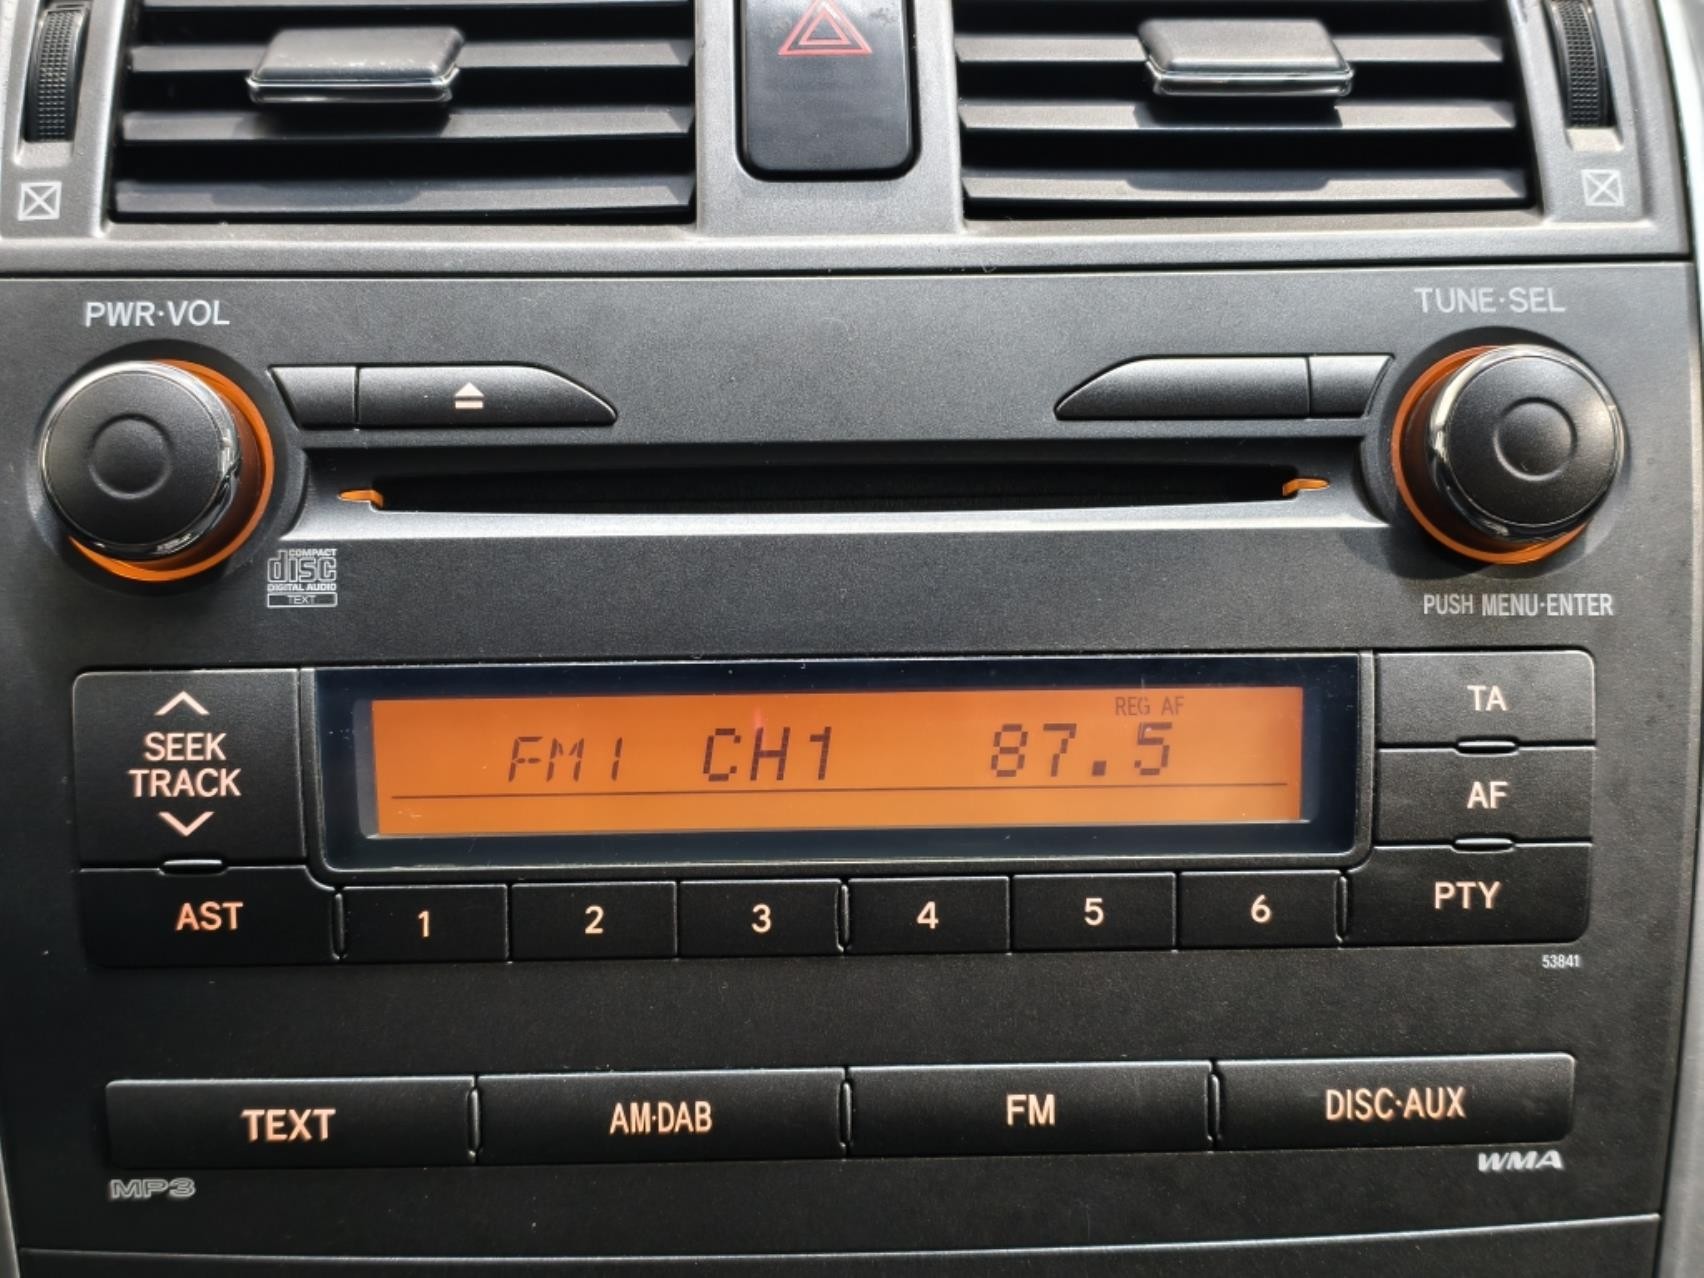 PWR·VOL
TUNE·SEL
COMPACT
disc
DIGITAL AUDIO
TEXT
PUSH MENU·ENTER
REG AF
FM1 CH1 87.5
SEEK
TRACK
TA
AF
AST
1 2 3 4 5 6
PTY
53841
TEXT
AM·DAB
FM
DISC·AUX
MP3
WMA